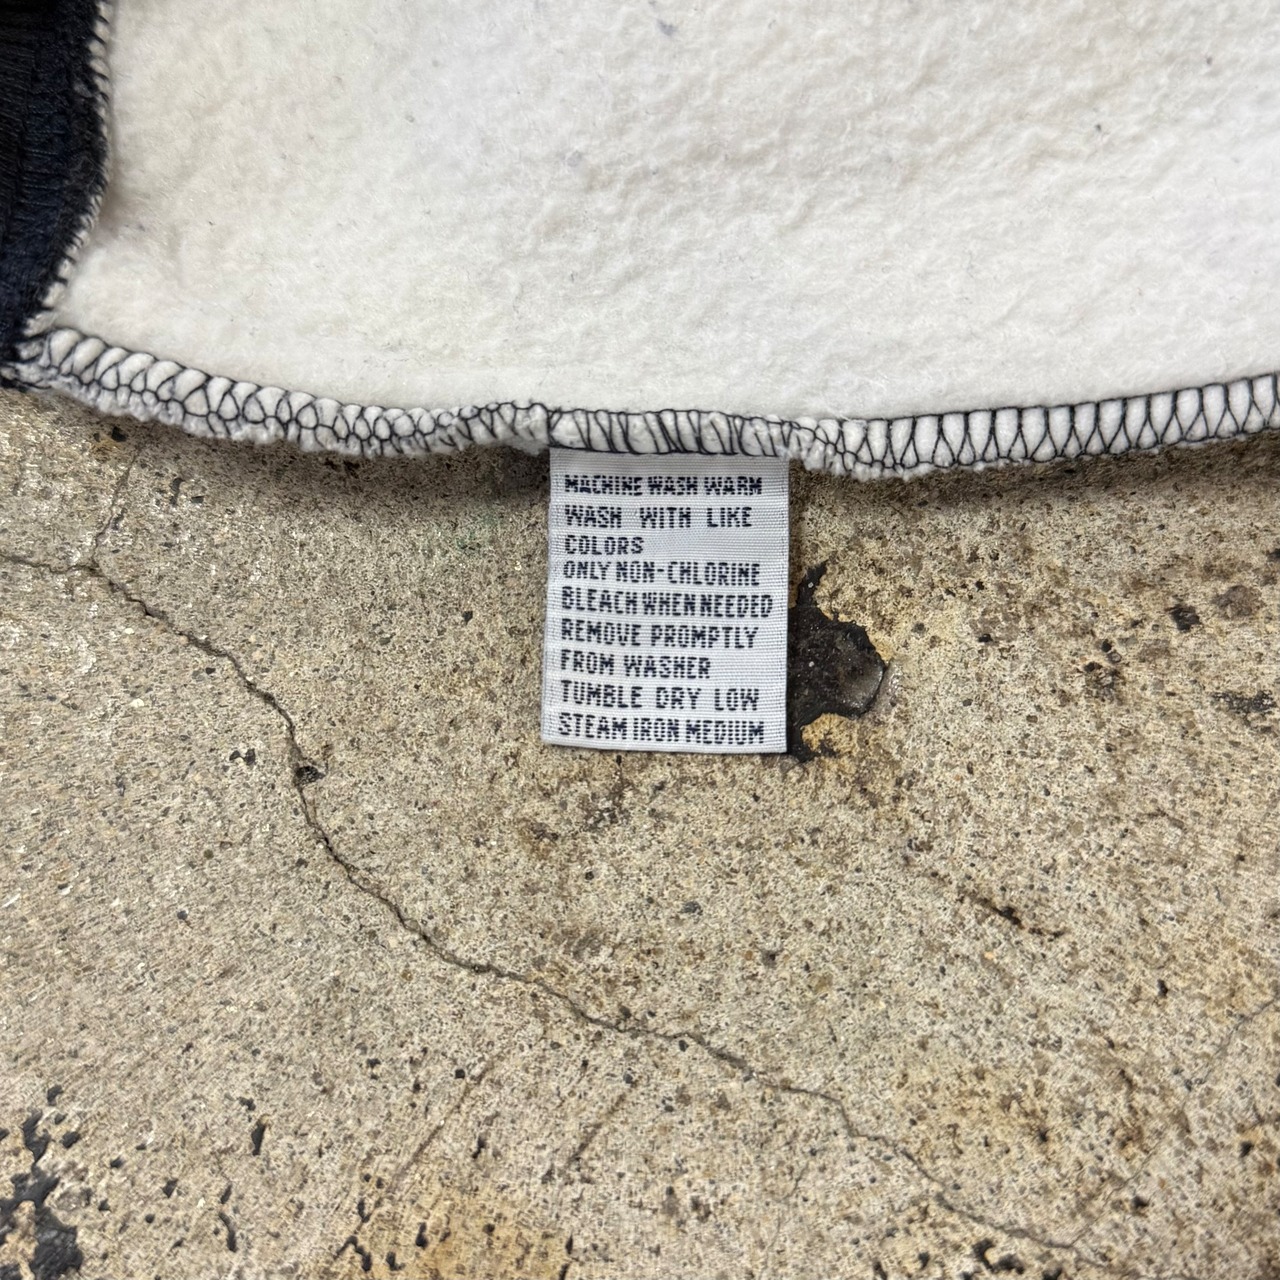 MACHINE WASH WARM
WASH WITH LIKE
COLORS
ONLY NON-CHLORINE
BLEACH WHEN NEEDED
REMOVE PROMPTLY
FROM WASHER
TUMBLE DRY LOW
STEAM IRON MEDIUM